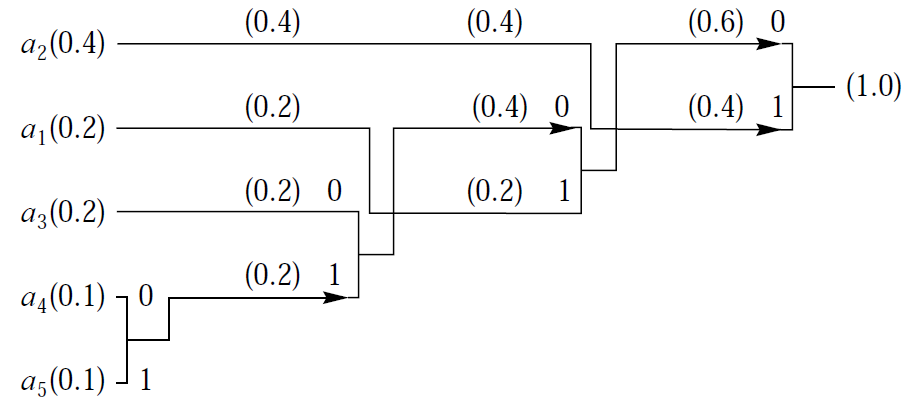 (0.4) (0.4) (0.6) 0
a₂(0.4)
(1.0)
(0.2) (0.4) 0 (0.4) 1
a₁(0.2)
(0.2) 0 (0.2) 1
a₃(0.2)
(0.2) 1
a₄(0.1) 0
a₅(0.1) 1